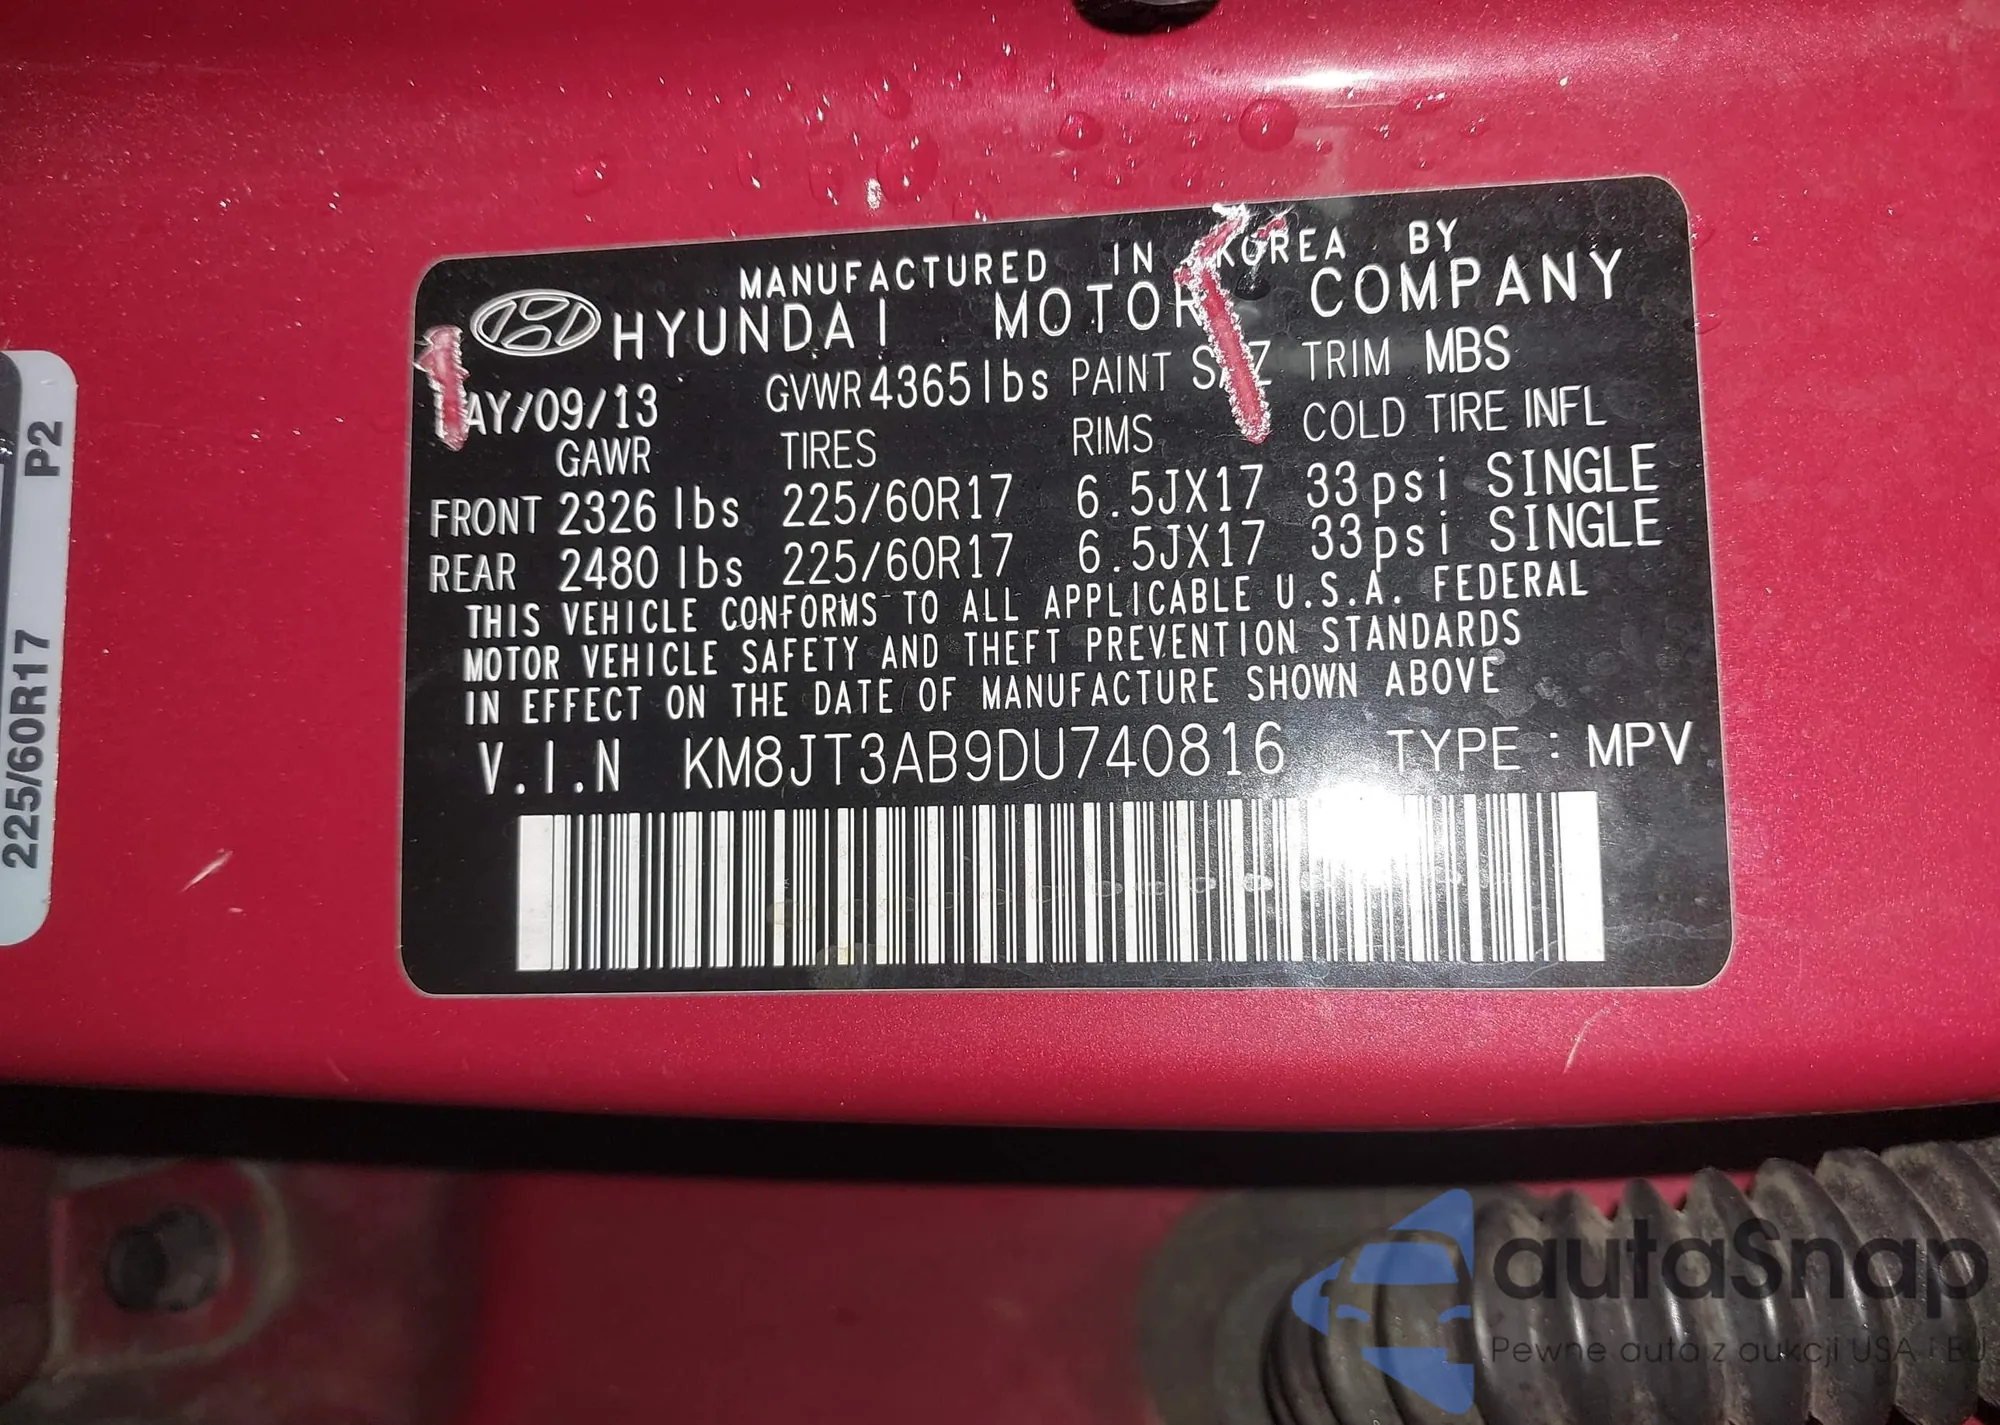 MANUFACTURED IN KOREA BY
HYUNDAI MOTOR COMPANY
AY/09/13 GVWR 4365 lbs PAINT TRIM MBS
GAWR TIRES RIMS COLD TIRE INFL
FRONT 2326 lbs 225/60R17 6.5JX17 33psi SINGLE
REAR 2480 lbs 225/60R17 6.5JX17 33psi SINGLE
THIS VEHICLE CONFORMS TO ALL APPLICABLE U.S.A. FEDERAL
MOTOR VEHICLE SAFETY AND THEFT PREVENTION STANDARDS
IN EFFECT ON THE DATE OF MANUFACTURE SHOWN ABOVE
V.I.N KM8JT3AB9DU740816 TYPE : MPV
225/60R17 P2
autaSnap
Pewne auta z aukcji USA i EU